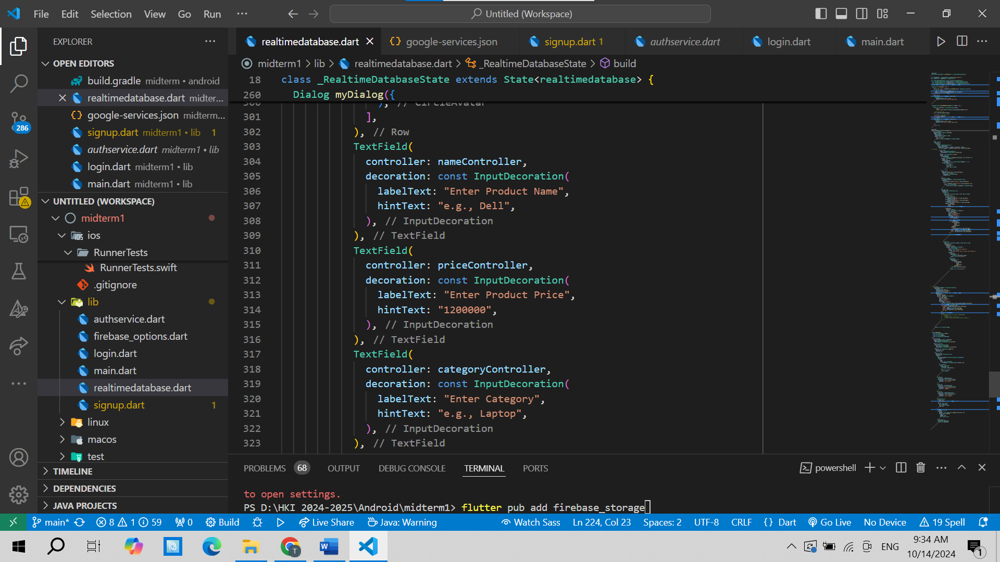 File Edit Selection View Go Run ··· Untitled (Workspace)
EXPLORER
realtimedatabase.dart google-services.json signup.dart 1 authservice.dart login.dart main.dart
midterm1 > lib > realtimedatabase.dart > _RealtimeDatabaseState > build
OPEN EDITORS
build.gradle midterm • android
realtimedatabase.dart midter...
google-services.json midterm...
signup.dart midterm1 • lib 1
authservice.dart midterm1 • lib
login.dart midterm1 • lib
main.dart midterm1 • lib
286
UNTITLED (WORKSPACE)
midterm1
ios
RunnerTests
RunnerTests.swift
.gitignore
lib
authservice.dart
firebase_options.dart
login.dart
main.dart
realtimedatabase.dart
signup.dart 1
linux
macos
test
TIMELINE
DEPENDENCIES
JAVA PROJECTS
18 class _RealtimeDatabaseState extends State<realtimedatabase> {
260 Dialog myDialog({
300 ), // CircleAvatar
301 ],
302 ), // Row
303 TextField(
304 controller: nameController,
305 decoration: const InputDecoration(
306 labelText: "Enter Product Name",
307 hintText: "e.g., Dell",
308 ), // InputDecoration
309 ), // TextField
310 TextField(
311 controller: priceController,
312 decoration: const InputDecoration(
313 labelText: "Enter Product Price",
314 hintText: "1200000",
315 ), // InputDecoration
316 ), // TextField
317 TextField(
318 controller: categoryController,
319 decoration: const InputDecoration(
320 labelText: "Enter Category",
321 hintText: "e.g., Laptop",
322 ), // InputDecoration
323 ), // TextField
PROBLEMS 68 OUTPUT DEBUG CONSOLE TERMINAL PORTS powershell
to open settings.
PS D:\HKI 2024-2025\Android\midterm1> flutter pub add firebase_storage
main* 8 1 59 0 Build Live Share Java: Warning Watch Sass Ln 224, Col 23 Spaces: 2 UTF-8 CRLF {} Dart Go Live No Device 19 Spell
T W ENG 9:34 AM
10/14/2024 1